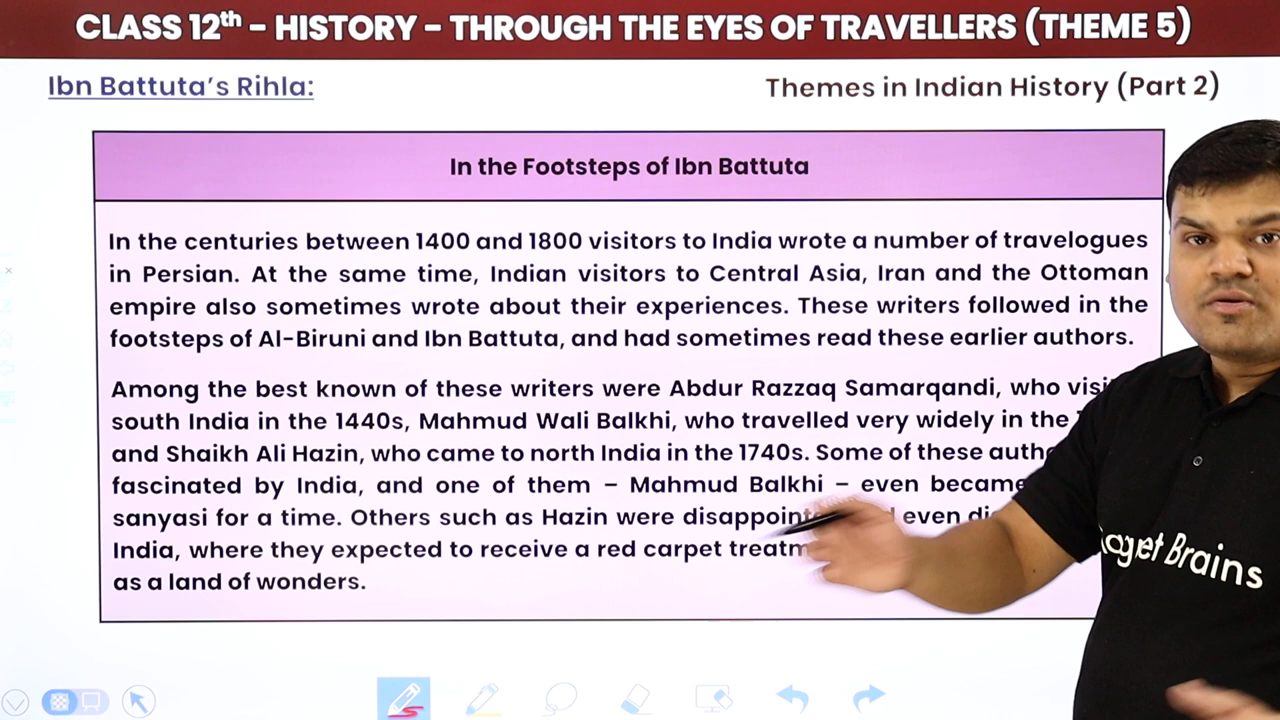 CLASS 12th – HISTORY – THROUGH THE EYES OF TRAVELLERS (THEME 5)
Ibn Battuta's Rihla:
Themes in Indian History (Part 2)
In the Footsteps of Ibn Battuta
In the centuries between 1400 and 1800 visitors to India wrote a number of travelogues
in Persian. At the same time, Indian visitors to Central Asia, Iran and the Ottoman
empire also sometimes wrote about their experiences. These writers followed in the
footsteps of Al-Biruni and Ibn Battuta, and had sometimes read these earlier authors.
Among the best known of these writers were Abdur Razzaq Samarqandi, who
south India in the 1440s, Mahmud Wali Balkhi, who travelled very widely in the
and Shaikh Ali Hazin, who came to north India in the 1740s. Some of these
fascinated by India, and one of them – Mahmud Balkhi – even became
sanyasi for a time. Others such as Hazin were even
India, where they expected to receive a red carpet
as a land of wonders.
Brains